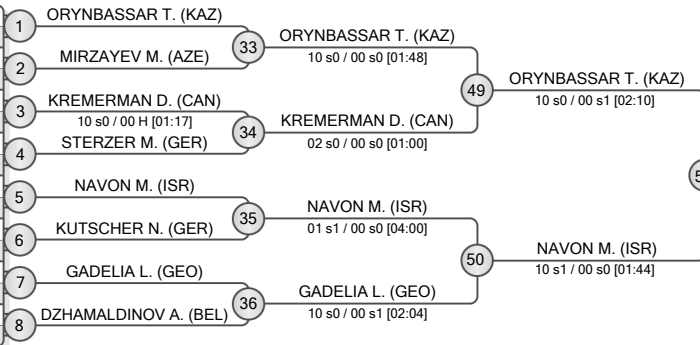 1 ORYNBASSAR T. (KAZ)
33 ORYNBASSAR T. (KAZ)
10 s0 / 00 s0 [01:48]
2 MIRZAYEV M. (AZE)
49 ORYNBASSAR T. (KAZ)
10 s0 / 00 s1 [02:10]
3 KREMERMAN D. (CAN)
10 s0 / 00 H [01:17]
34 KREMERMAN D. (CAN)
02 s0 / 00 s0 [01:00]
4 STERZER M. (GER)
5 NAVON M. (ISR)
35 NAVON M. (ISR)
01 s1 / 00 s0 [04:00]
6 KUTSCHER N. (GER)
50 NAVON M. (ISR)
10 s1 / 00 s0 [01:44]
7 GADELIA L. (GEO)
36 GADELIA L. (GEO)
10 s0 / 00 s1 [02:04]
8 DZHAMALDINOV A. (BEL)